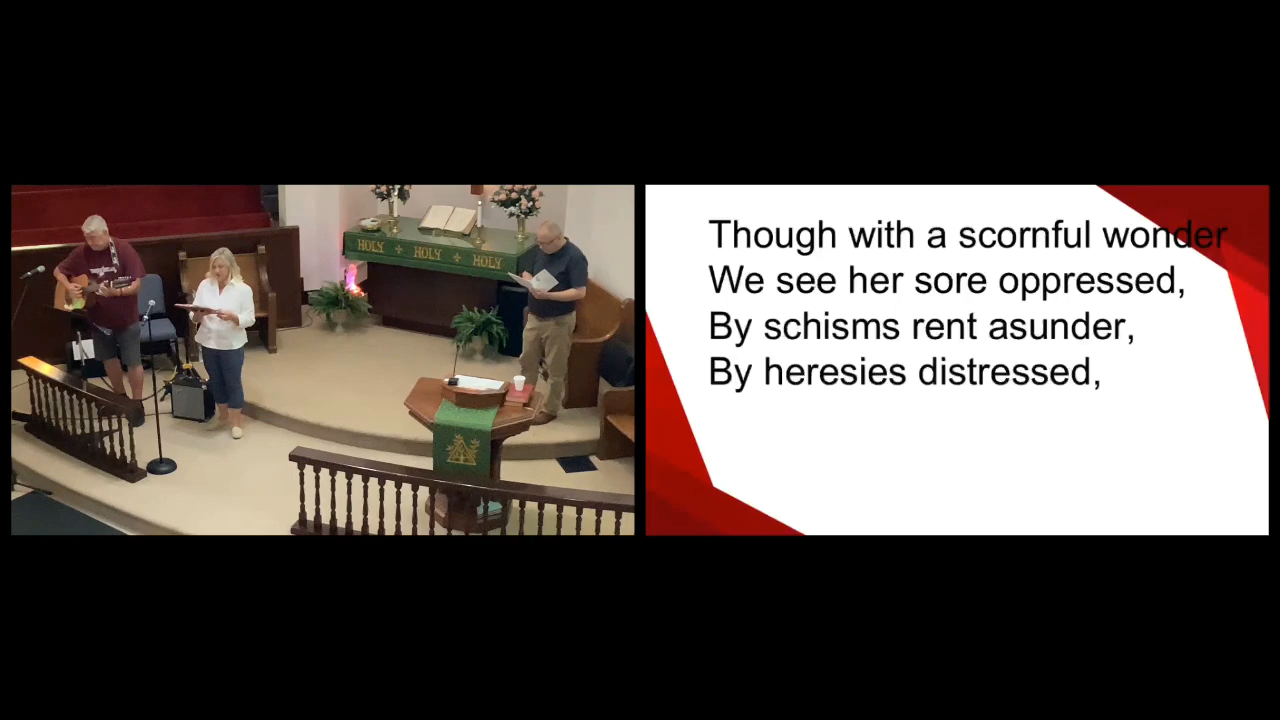 HOLY HOLY HOLY
Though with a scornful wonder
We see her sore oppressed,
By schisms rent asunder,
By heresies distressed,